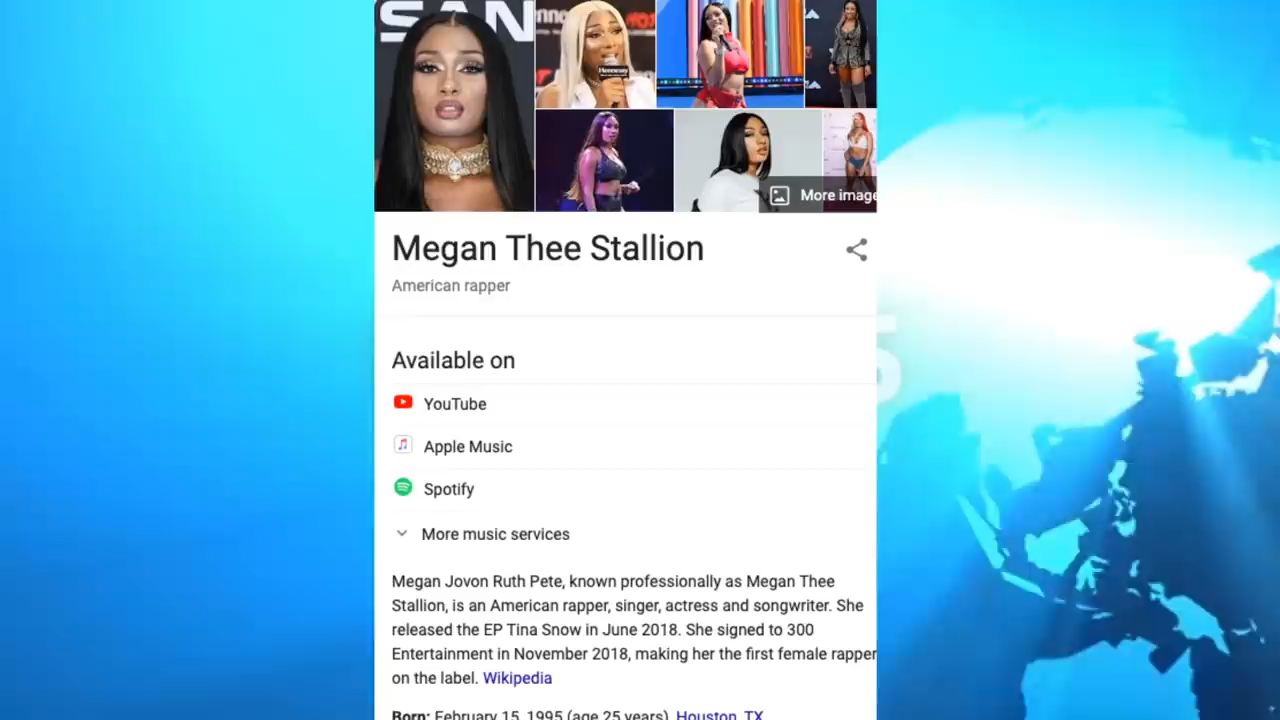 SAN
Hennessy
More image
Megan Thee Stallion
American rapper
Available on
YouTube
Apple Music
Spotify
More music services
Megan Jovon Ruth Pete, known professionally as Megan Thee
Stallion, is an American rapper, singer, actress and songwriter. She
released the EP Tina Snow in June 2018. She signed to 300
Entertainment in November 2018, making her the first female rapper
on the label. Wikipedia
Born: February 15, 1995 (age 25 years), Houston, TX